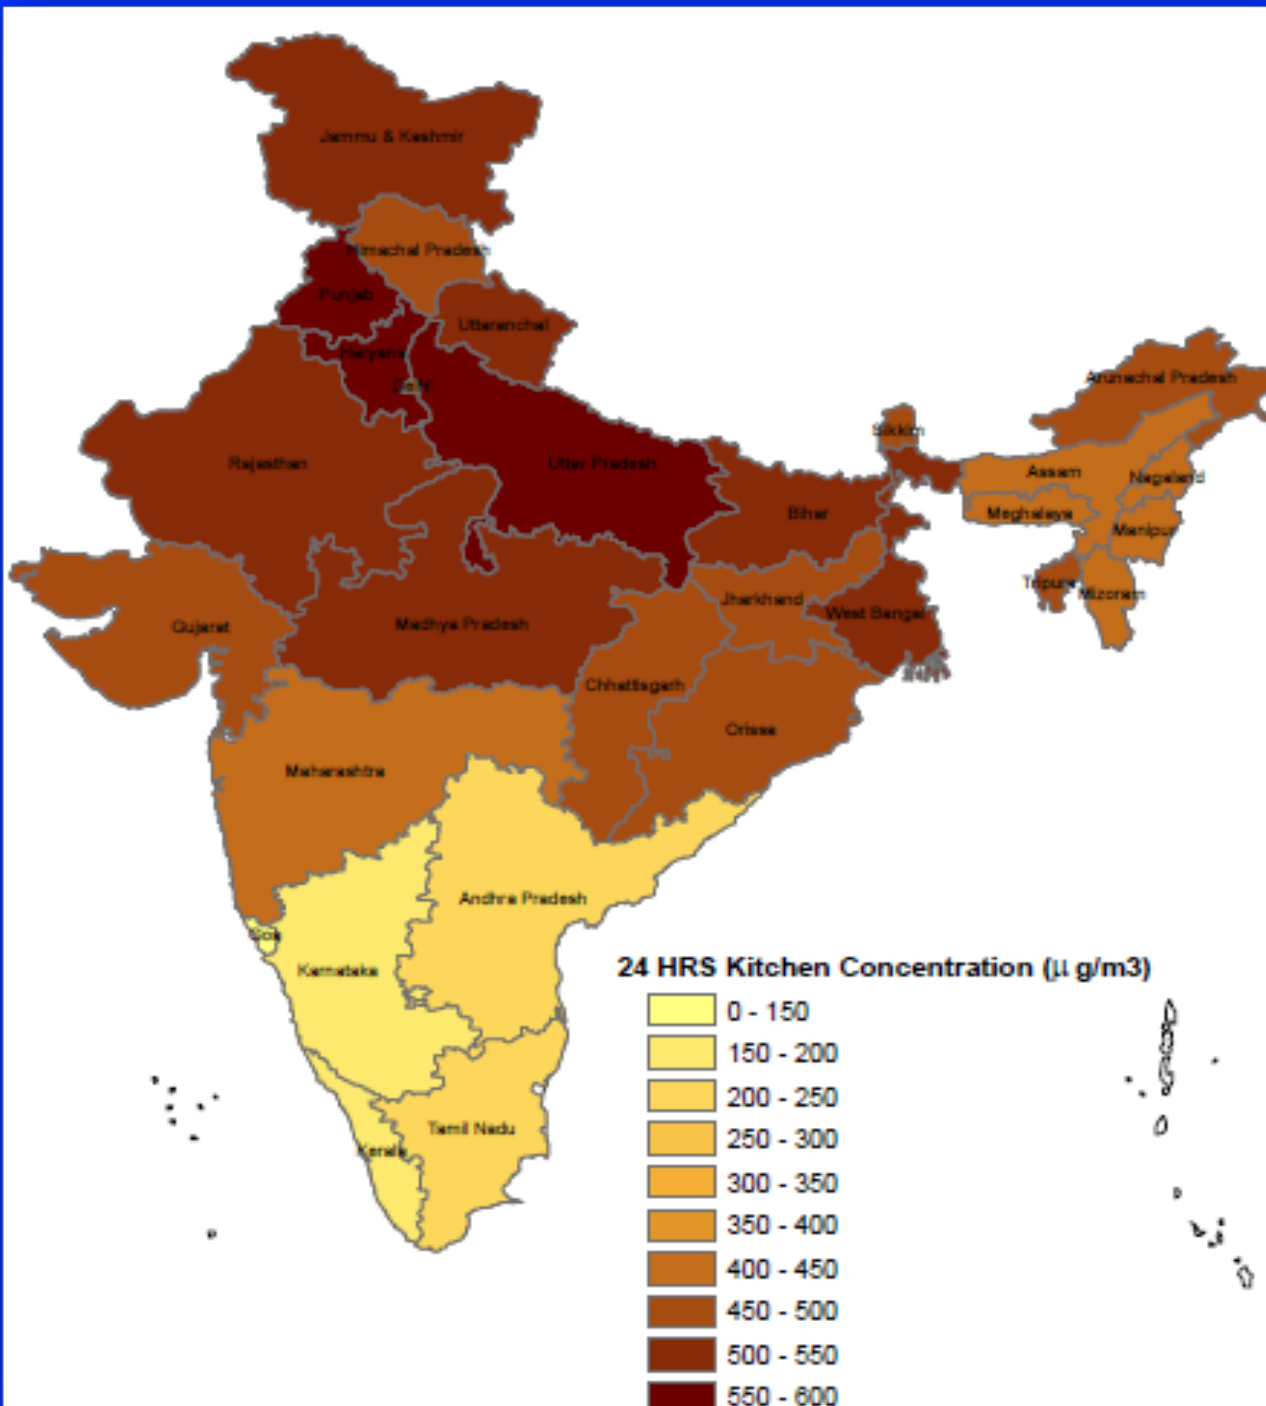 Jammu & Kashmir
Himachal Pradesh
Punjab
Uttaranchal
Haryana
Delhi
Arunachal Pradesh
Sikkim
Rajasthan
Uttar Pradesh
Assam
Nagaland
Bihar
Meghalaya
Manipur
Tripura
Mizoram
Jharkhand
West Bengal
Gujarat
Madhya Pradesh
Chhattisgarh
Orissa
Maharashtra
Andhra Pradesh
Goa
Karnataka
Tamil Nadu
Kerala
24 HRS Kitchen Concentration (μ g/m3)
0 - 150
150 - 200
200 - 250
250 - 300
300 - 350
350 - 400
400 - 450
450 - 500
500 - 550
550 - 600